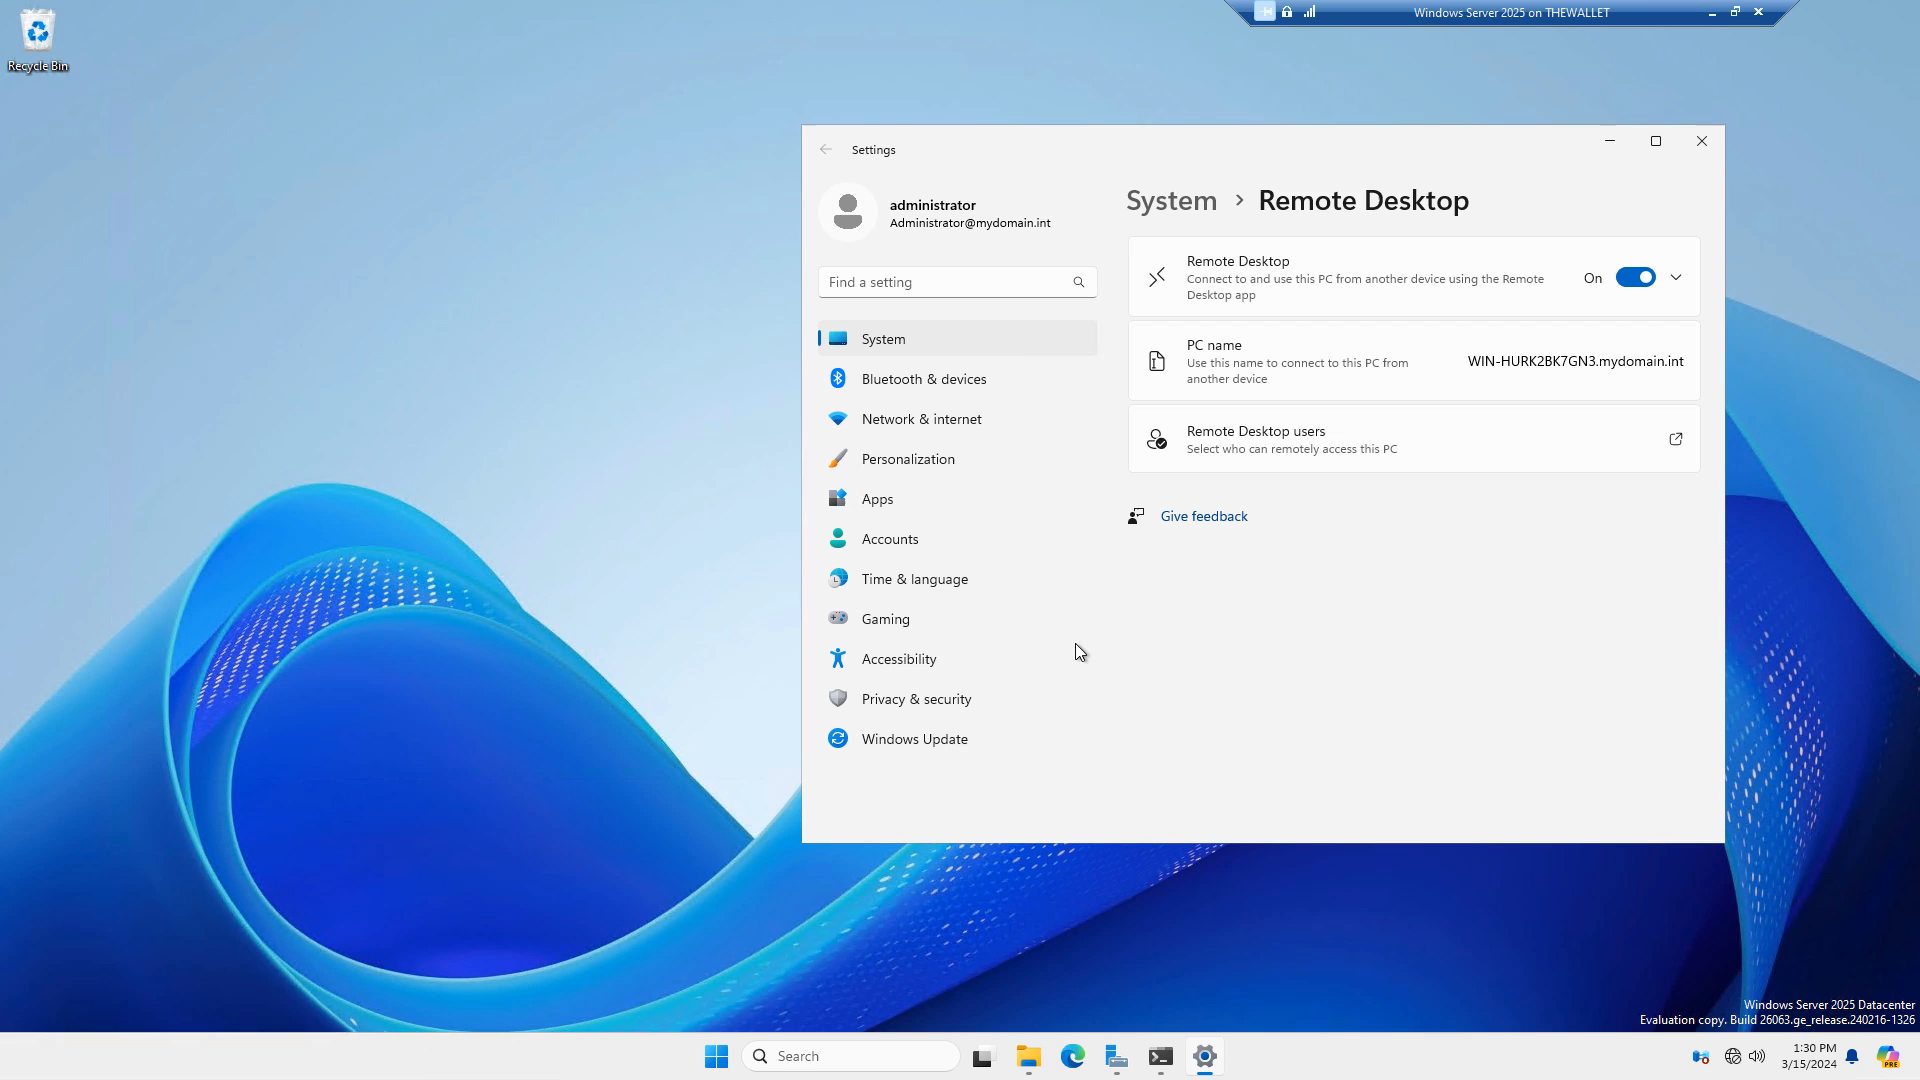 Recycle Bin
Windows Server 2025 on THEWALLET
Settings
administrator
Administrator@mydomain.int
Find a setting
System
Bluetooth & devices
Network & internet
Personalization
Apps
Accounts
Time & language
Gaming
Accessibility
Privacy & security
Windows Update
System > Remote Desktop
Remote Desktop
Connect to and use this PC from another device using the Remote
Desktop app
On
PC name
Use this name to connect to this PC from
another device
WIN-HURK2BK7GN3.mydomain.int
Remote Desktop users
Select who can remotely access this PC
Give feedback
Windows Server 2025 Datacenter
Evaluation copy. Build 26063.ge_release.240216-1326
Search
1:30 PM
3/15/2024
PRE